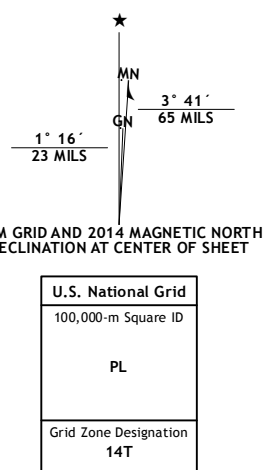 ★
MN
3° 41´
65 MILS
GN
1° 16´
23 MILS
M GRID AND 2014 MAGNETIC NORTH
ECLINATION AT CENTER OF SHEET
U.S. National Grid
100,000-m Square ID
PL
Grid Zone Designation
14T